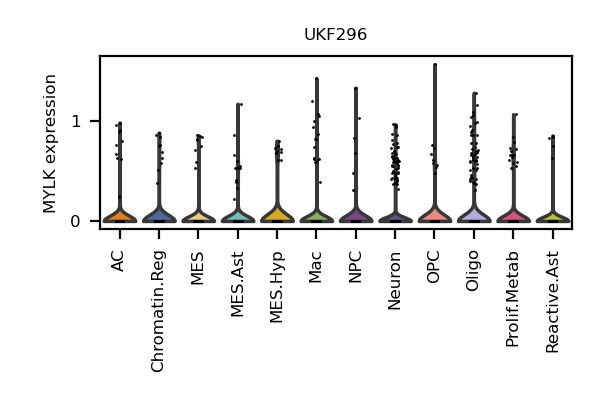 UKF296
MYLK expression
1
0
AC
Chromatin.Reg
MES
MES.Ast
MES.Hyp
Mac
NPC
Neuron
OPC
Oligo
Prolif.Metab
Reactive.Ast